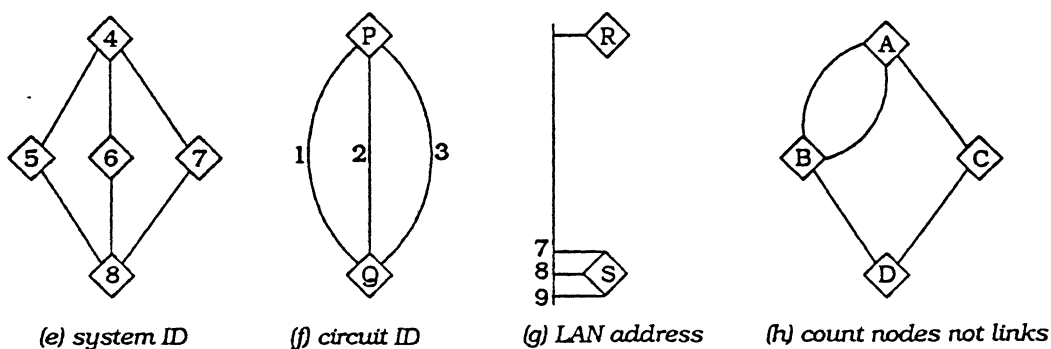 4
5 6 7
8
(e) system ID
P
1 2 3
Q
(f) circuit ID
R
7
8 S
9
(g) LAN address
A
B C
D
(h) count nodes not links